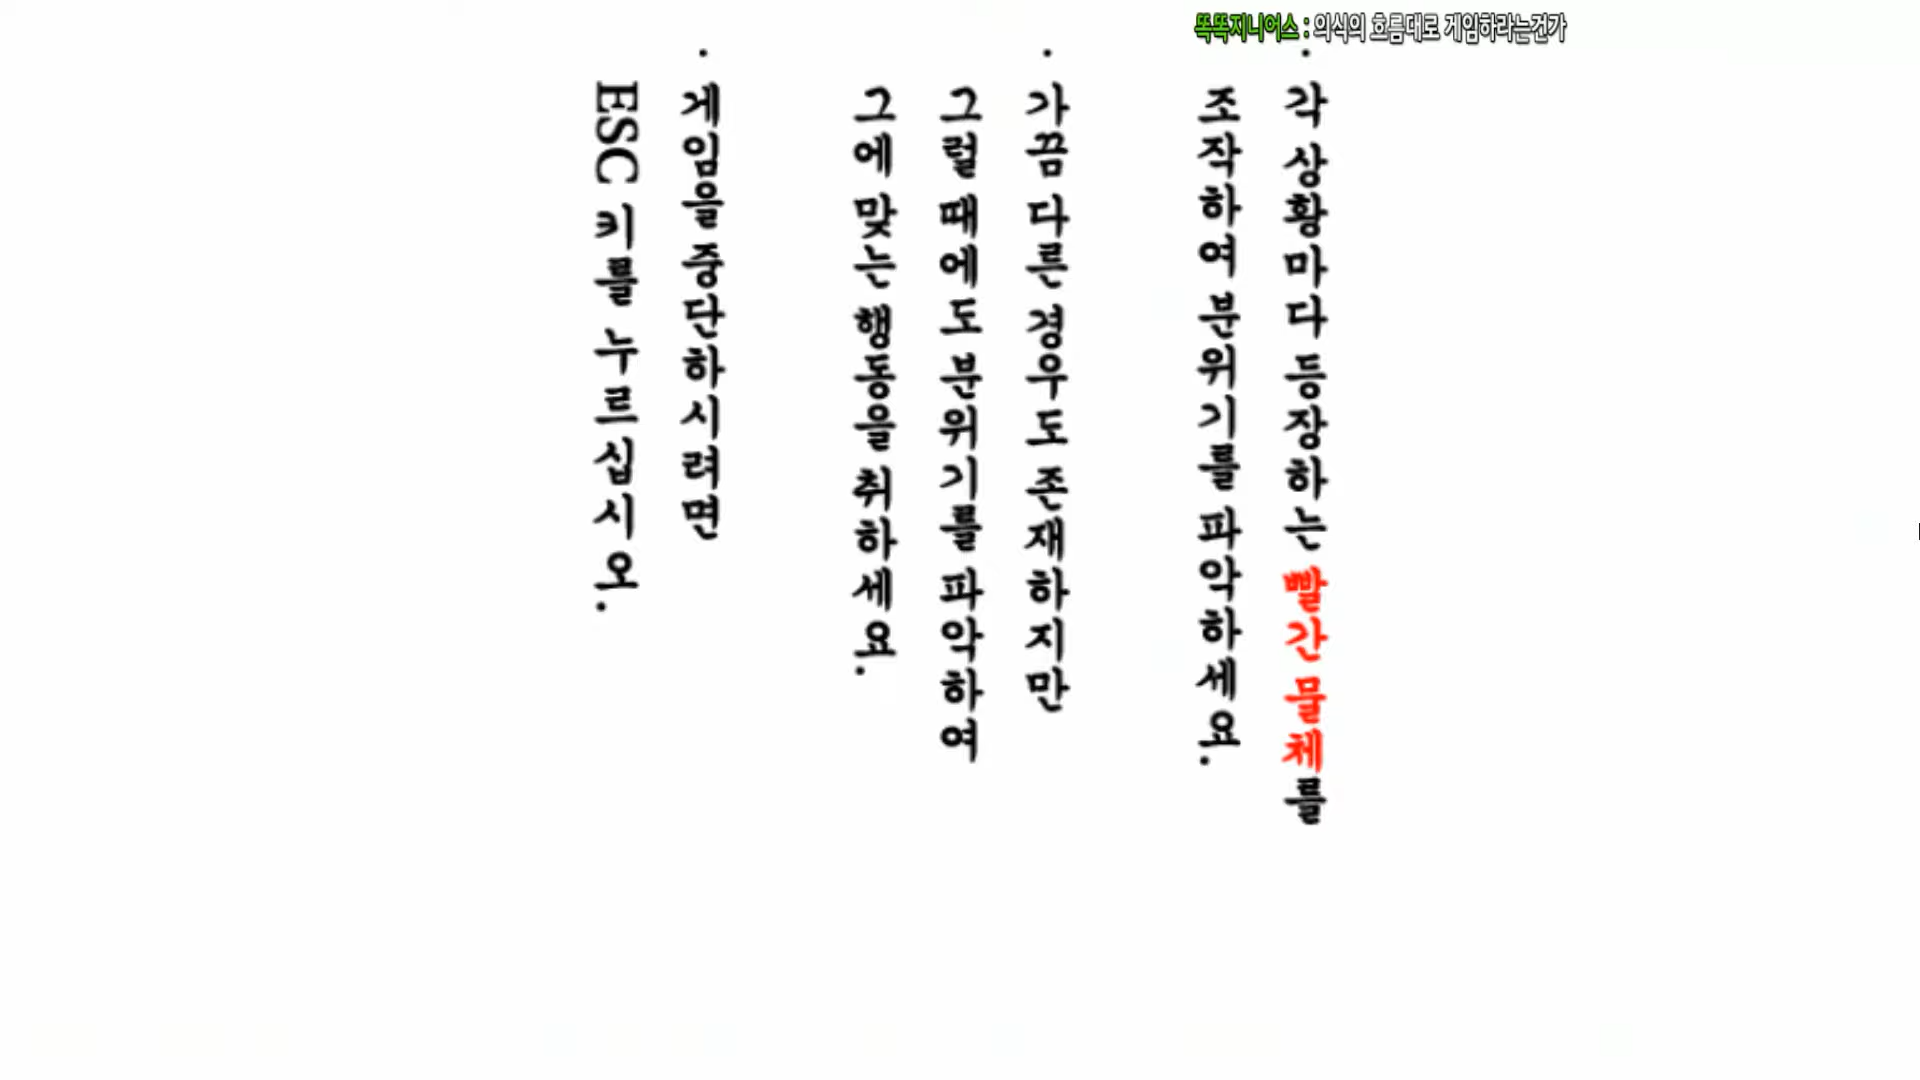 똑똑지니어스 : 의식의 흐름대로 게임하라는건가
· 각 상황마다 등장하는 빨간 물체를
조작하여 분위기를 파악하세요.
· 가끔 다른 경우도 존재하지만
그럴 때에도 분위기를 파악하여
그에 맞는 행동을 취하세요.
· 게임을 중단하시려면
ESC 키를 누르십시오.